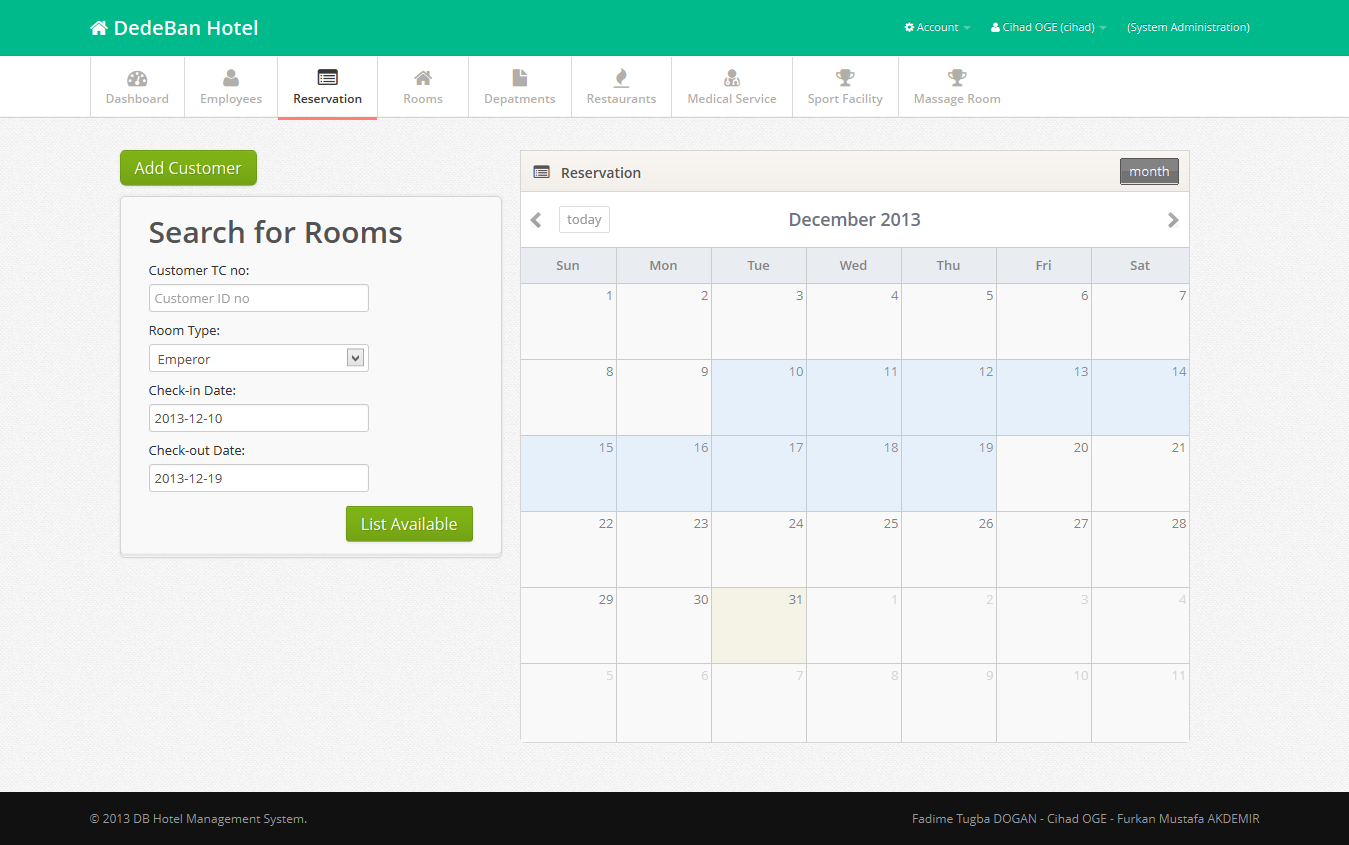 DedeBan Hotel
Account
Cihad OGE (cihad)
(System Administration)
Dashboard
Employees
Reservation
Rooms
Depatments
Restaurants
Medical Service
Sport Facility
Massage Room
Add Customer
Search for Rooms
Customer TC no:
Customer ID no
Room Type:
Emperor
Check-in Date:
2013-12-10
Check-out Date:
2013-12-19
List Available
Reservation
month
today
December 2013
Sun Mon Tue Wed Thu Fri Sat
1 2 3 4 5 6 7
8 9 10 11 12 13 14
15 16 17 18 19 20 21
22 23 24 25 26 27 28
29 30 31 1 2 3 4
5 6 7 8 9 10 11
© 2013 DB Hotel Management System.
Fadime Tugba DOGAN - Cihad OGE - Furkan Mustafa AKDEMIR